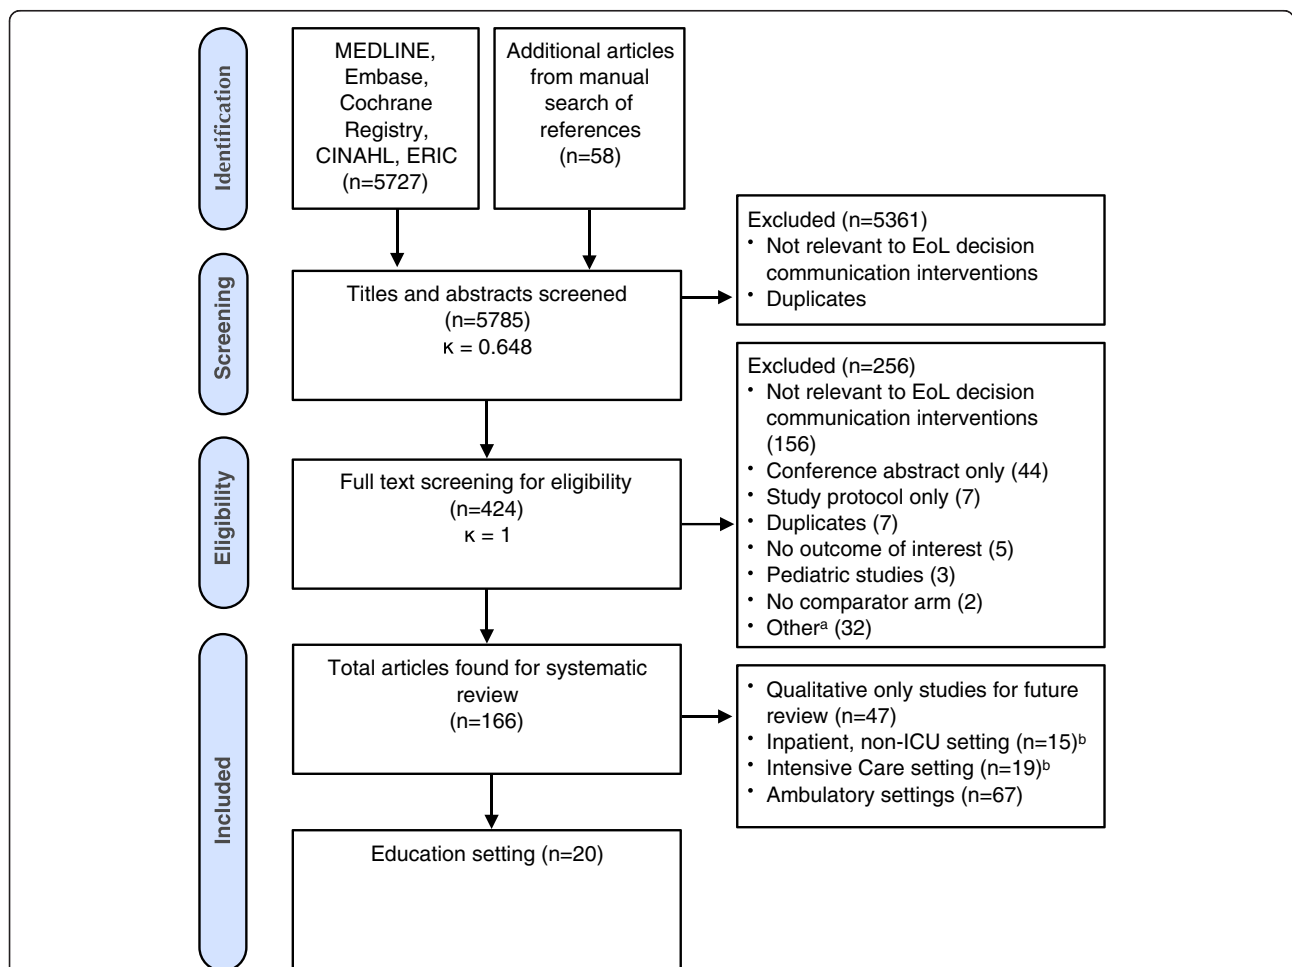 Identification
MEDLINE,
Embase,
Cochrane
Registry,
CINAHL, ERIC
(n=5727)
Additional articles
from manual
search of
references
(n=58)
Excluded (n=5361)
• Not relevant to EoL decision
communication interventions
• Duplicates
Screening
Titles and abstracts screened
(n=5785)
κ = 0.648
Excluded (n=256)
• Not relevant to EoL decision
communication interventions
(156)
• Conference abstract only (44)
• Study protocol only (7)
• Duplicates (7)
• No outcome of interest (5)
• Pediatric studies (3)
• No comparator arm (2)
• Otherᵃ (32)
Eligibility
Full text screening for eligibility
(n=424)
κ = 1
Included
Total articles found for systematic
review
(n=166)
• Qualitative only studies for future
review (n=47)
• Inpatient, non-ICU setting (n=15)ᵇ
• Intensive Care setting (n=19)ᵇ
• Ambulatory settings (n=67)
Education setting (n=20)